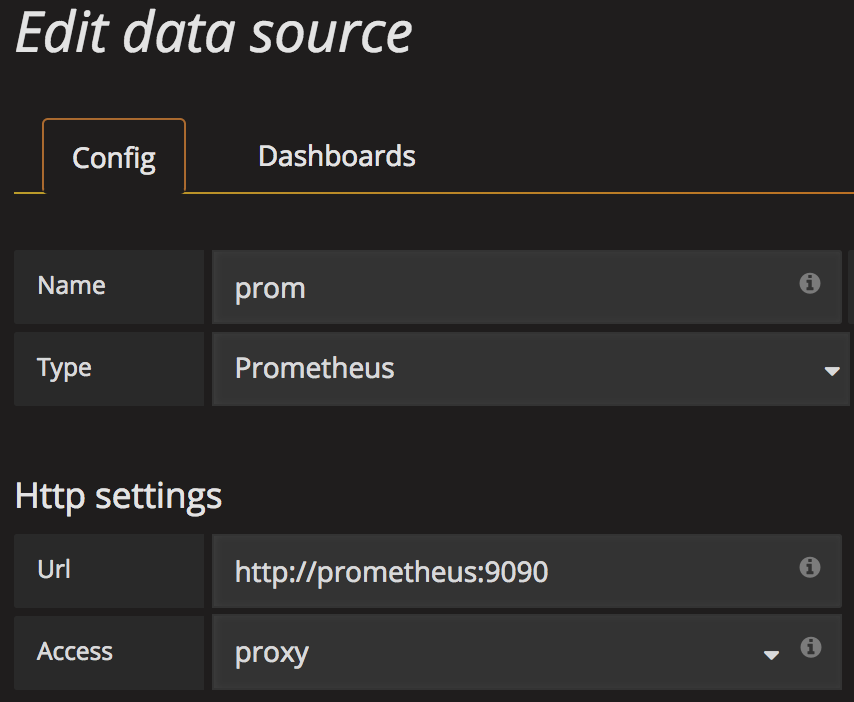 Edit data source
Config Dashboards
Name prom
Type Prometheus
Http settings
Url http://prometheus:9090
Access proxy